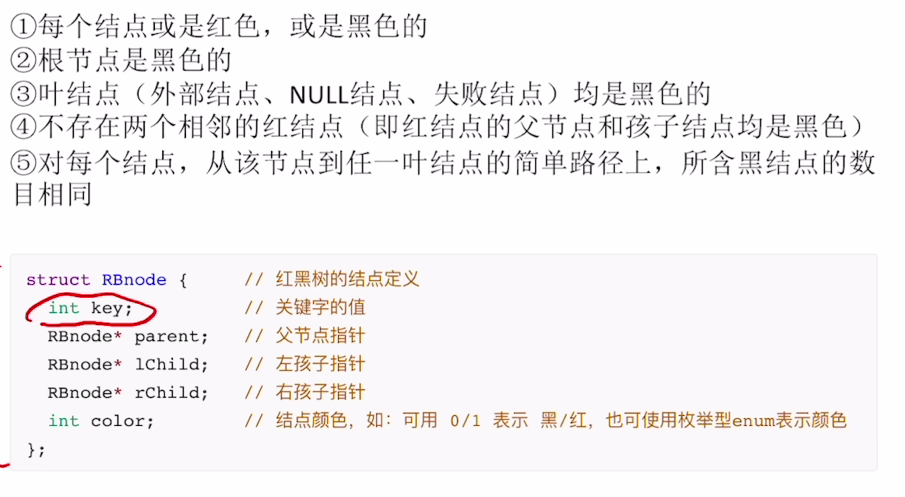 ①每个结点或是红色，或是黑色的
②根节点是黑色的
③叶结点（外部结点、NULL结点、失败结点）均是黑色的
④不存在两个相邻的红结点（即红结点的父节点和孩子结点均是黑色）
⑤对每个结点，从该节点到任一叶结点的简单路径上，所含黑结点的数
目相同
struct RBnode {      // 红黑树的结点定义
  int key;           // 关键字的值
  RBnode* parent;    // 父节点指针
  RBnode* lChild;    // 左孩子指针
  RBnode* rChild;    // 右孩子指针
  int color;         // 结点颜色，如：可用 0/1 表示 黑/红，也可使用枚举型enum表示颜色
};